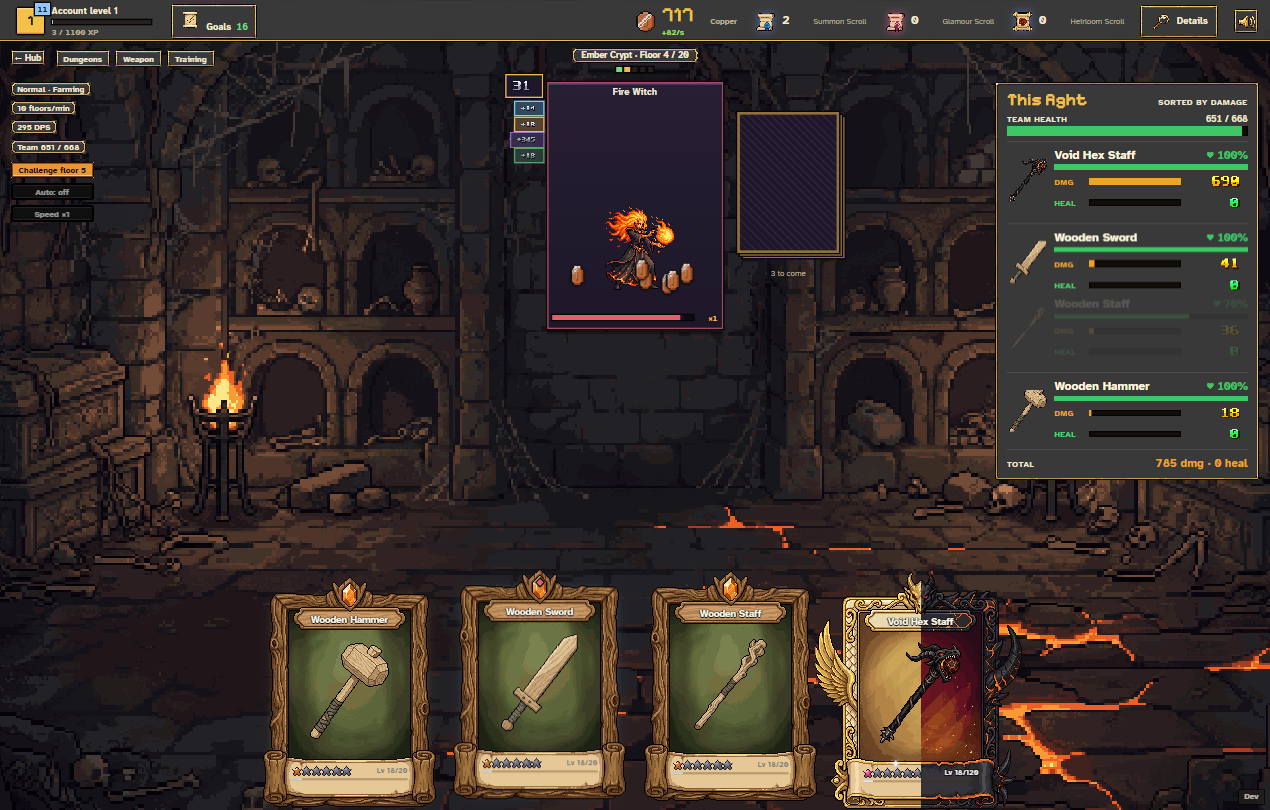 1
11
Account level 1
3 / 1100 XP
Goals 16
717
+82/s
Copper
2
Summon Scroll
0
Glamour Scroll
0
Heirloom Scroll
Details
← Hub
Dungeons
Weapon
Training
Ember Crypt · Floor 4 / 20
Normal · Farming
10 floors/min
295 DPS
Team 651 / 668
Challenge floor 5
Auto: off
Speed x1
31
+18
+18
Fire Witch
x1
3 to come
This fight
SORTED BY DAMAGE
TEAM HEALTH
651 / 668
Void Hex Staff
♥ 100%
DMG
690
HEAL
0
Wooden Sword
♥ 100%
DMG
41
HEAL
0
Wooden Staff
♥ 70%
DMG
36
HEAL
0
Wooden Hammer
♥ 100%
DMG
18
HEAL
0
TOTAL
785 dmg · 0 heal
Wooden Hammer
Lv 18/20
Wooden Sword
Lv 18/20
Wooden Staff
Lv 18/20
Void Hex Staff
Lv 18/120
Dev